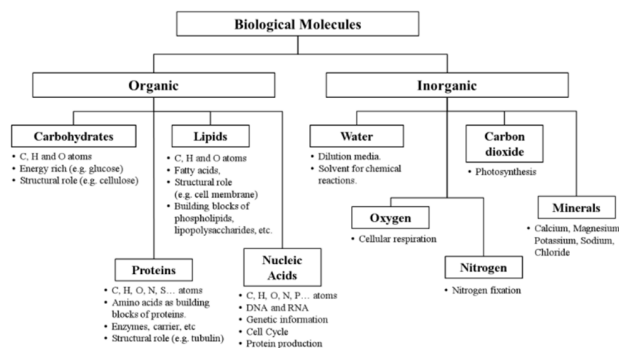 Biological Molecules
Organic
Inorganic
Carbohydrates
• C, H and O atoms
• Energy rich (e.g. glucose)
• Structural role (e.g. cellulose)
Lipids
• C, H and O atoms
• Fatty acids,
• Structural role
(e.g. cell membrane)
• Building blocks of
phospholipids,
lipopolysaccharides, etc.
Water
• Dilution media.
• Solvent for chemical
reactions.
Carbon
dioxide
• Photosynthesis
Oxygen
• Cellular respiration
Minerals
• Calcium, Magnesium
Potassium, Sodium,
Chloride
Proteins
• C, H, O, N, S… atoms
• Amino acids as building
blocks of proteins.
• Enzymes, carrier, etc
• Structural role (e.g. tubulin)
Nucleic
Acids
• C, H, O, N, P… atoms
• DNA and RNA
• Genetic information
• Cell Cycle
• Protein production
Nitrogen
• Nitrogen fixation